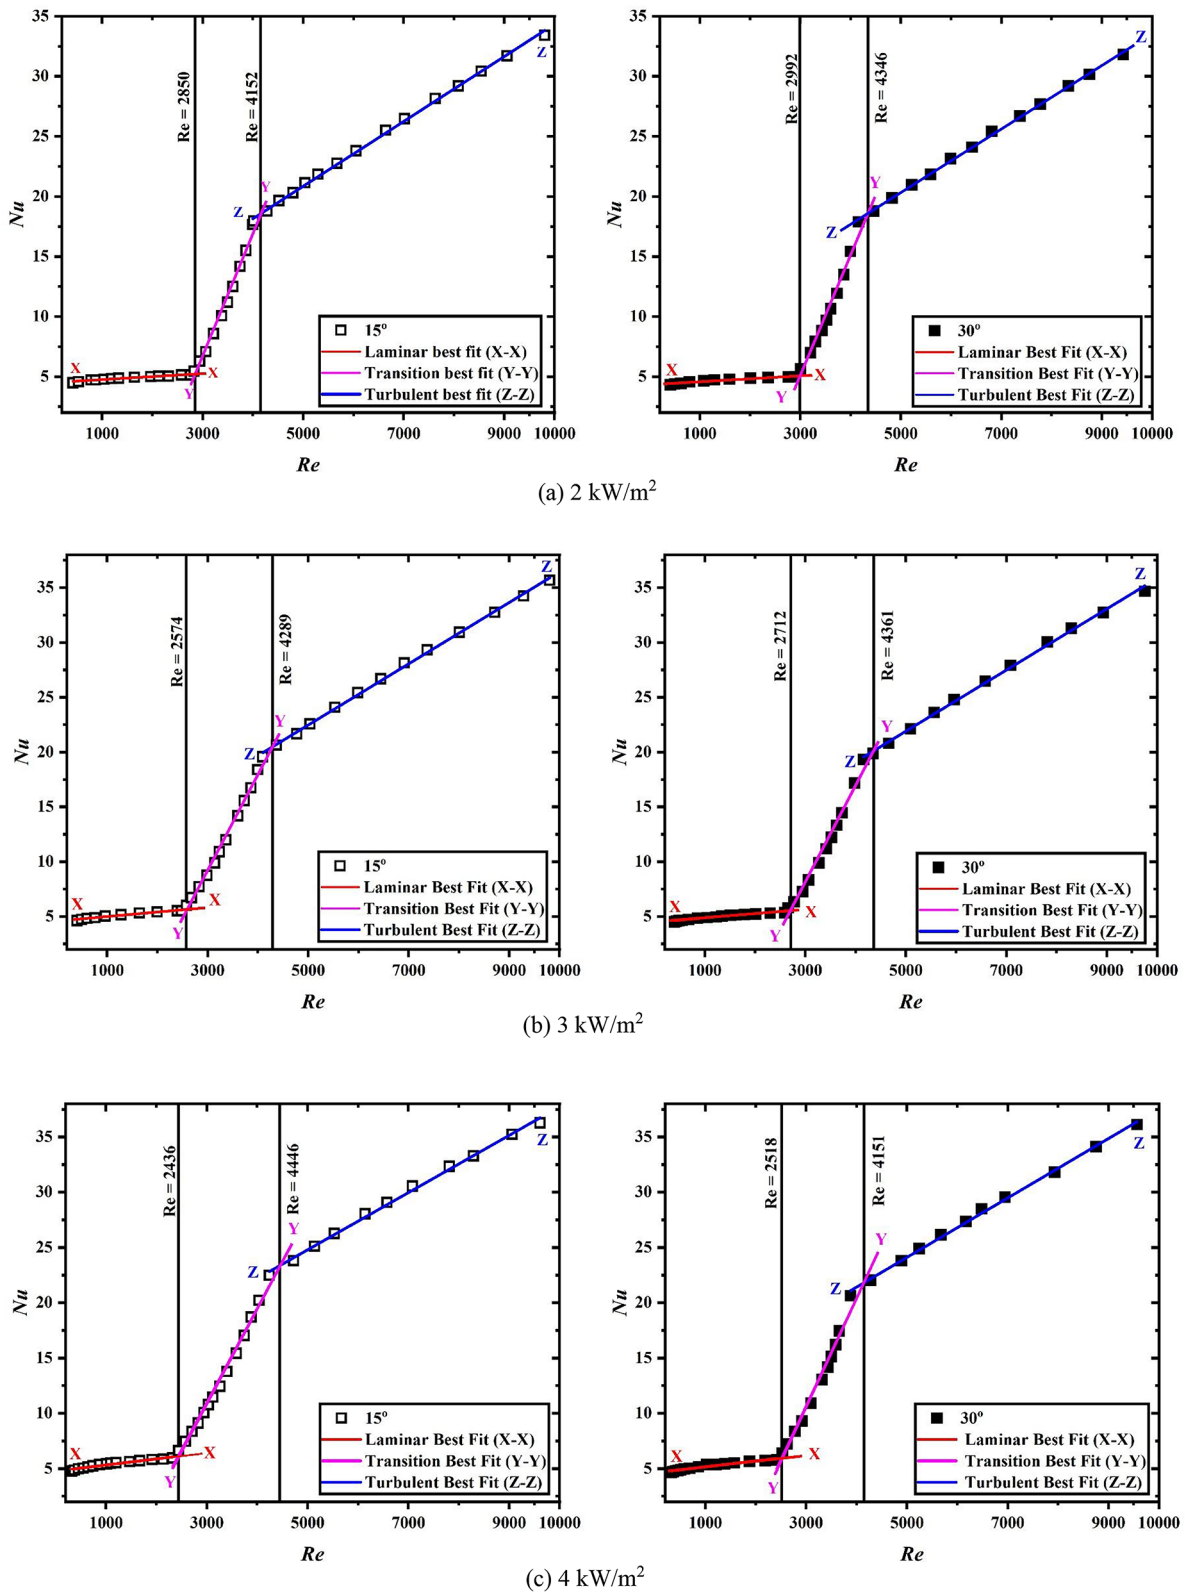 35
30
25
20
15
10
5
Nu
Re = 2850
Re = 4152
X
X
Y
Y
Z
Z
15º
Laminar best fit (X-X)
Transition best fit (Y-Y)
Turbulent best fit (Z-Z)
1000 3000 5000 7000 9000 10000
Re
35
30
25
20
15
10
5
Nu
Re = 2992
Re = 4346
X
X
Y
Y
Z
Z
30º
Laminar Best Fit (X-X)
Transition Best Fit (Y-Y)
Turbulent Best Fit (Z-Z)
1000 3000 5000 7000 9000 10000
Re
(a) 2 kW/m²
35
30
25
20
15
10
5
Nu
Re = 2574
Re = 4289
X
X
Y
Y
Z
Z
15º
Laminar Best Fit (X-X)
Transition Best Fit (Y-Y)
Turbulent Best Fit (Z-Z)
1000 3000 5000 7000 9000 10000
Re
35
30
25
20
15
10
5
Nu
Re = 2712
Re = 4361
X
X
Y
Y
Z
Z
30º
Laminar Best Fit (X-X)
Transition Best Fit (Y-Y)
Turbulent Best Fit (Z-Z)
1000 3000 5000 7000 9000 10000
Re
(b) 3 kW/m²
35
30
25
20
15
10
5
Nu
Re = 2436
Re = 4446
X
X
Y
Y
Z
Z
15º
Laminar Best Fit (X-X)
Transition Best Fit (Y-Y)
Turbulent Best Fit (Z-Z)
1000 3000 5000 7000 9000 10000
Re
35
30
25
20
15
10
5
Nu
Re = 2518
Re = 4151
X
X
Y
Y
Z
Z
30º
Laminar Best Fit (X-X)
Transition Best Fit (Y-Y)
Turbulent Best Fit (Z-Z)
1000 3000 5000 7000 9000 10000
Re
(c) 4 kW/m²